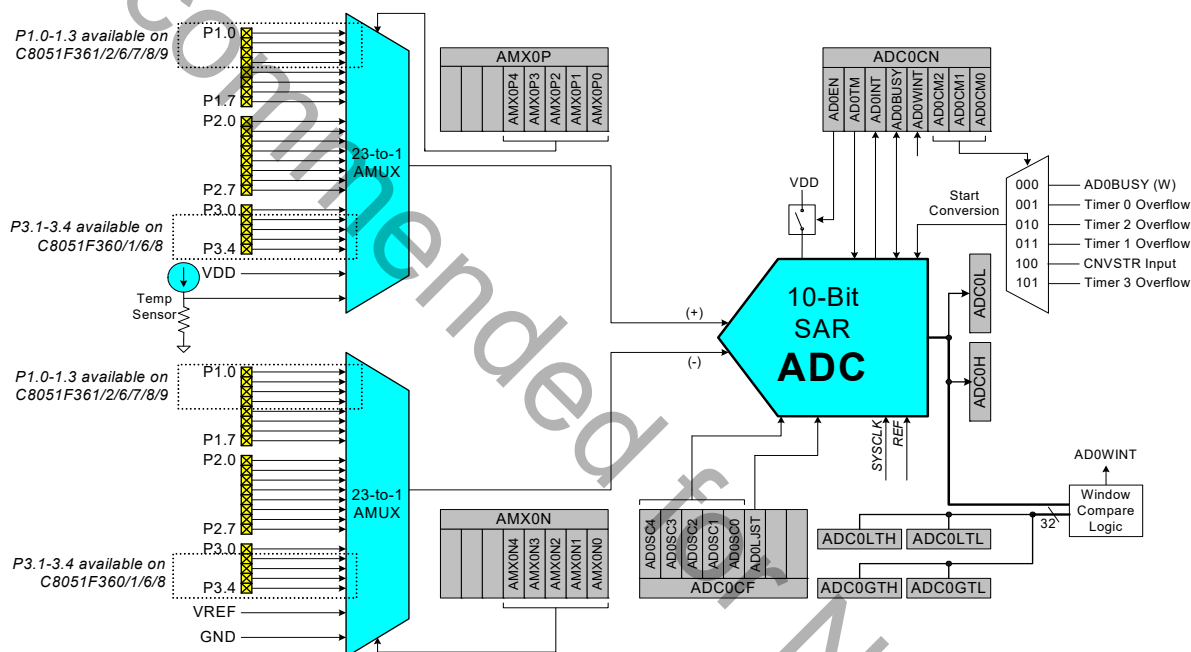 P1.0-1.3 available on
C8051F361/2/6/7/8/9
P1.0
P1.7
P2.0
P2.7
P3.0
P3.1-3.4 available on
C8051F360/1/6/8
P3.4
VDD
Temp
Sensor
23-to-1
AMUX
AMX0P
AMX0P4
AMX0P3
AMX0P2
AMX0P1
AMX0P0
ADC0CN
AD0EN
AD0TM
AD0INT
AD0BUSY
AD0WINT
AD0CM2
AD0CM1
AD0CM0
VDD
Start
Conversion
000
AD0BUSY (W)
001
Timer 0 Overflow
010
Timer 2 Overflow
011
Timer 1 Overflow
100
CNVSTR Input
101
Timer 3 Overflow
(+)
(-)
10-Bit
SAR
ADC
ADC0L
ADC0H
SYSCLK
REF
P1.0-1.3 available on
C8051F361/2/6/7/8/9
P1.0
P1.7
P2.0
P2.7
P3.0
P3.1-3.4 available on
C8051F360/1/6/8
P3.4
VREF
GND
23-to-1
AMUX
AMX0N
AMX0N4
AMX0N3
AMX0N2
AMX0N1
AMX0N0
AD0SC4
AD0SC3
AD0SC2
AD0SC1
AD0SC0
AD0LJST
ADC0CF
AD0WINT
Window
Compare
Logic
32
ADC0LTH
ADC0LTL
ADC0GTH
ADC0GTL
commended for N